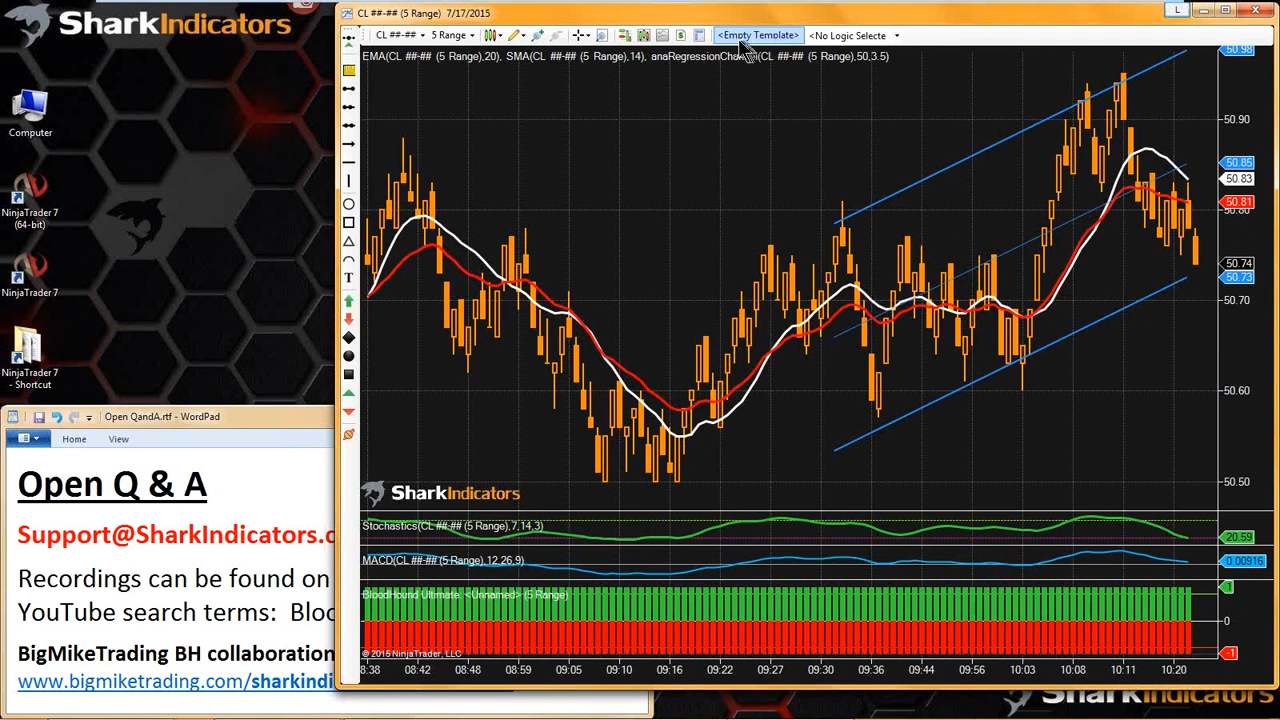 SharkIndicators
Computer
NinjaTrader 7
(64-bit)
NinjaTrader 7
NinjaTrader 7
- Shortcut
CL ##-## (5 Range) 7/17/2015
L
CL ##-##
5 Range
<Empty Template>
<No Logic Selecte
EMA(CL ##-## (5 Range),20), SMA(CL ##-## (5 Range),14), anaRegressionCha (CL ##-## (5 Range),50,3.5)
T
$
50.98
50.90
50.85
50.83
50.81
50.80
50.74
50.73
50.70
50.60
50.50
SharkIndicators
Stochastics(CL ##-## (5 Range),7,14,3)
20.59
MACD(CL ##-## (5 Range),12,26,9)
0.00916
BloodHound Ultimate <Unnamed> (5 Range)
1
0
-1
© 2015 NinjaTrader, LLC
8:38 08:42 08:59 09:05 09:09 09:16 09:22 09:27 09:30 09:36 09:44 09:56 10:03 10:08 10:11 10:20
Open QandA.rtf - WordPad
Home View
Open Q & A
Support@SharkIndicators.c
Recordings can be found on
YouTube search terms: Bloo
BigMikeTrading BH collaboration
www.bigmiketrading.com/sharkindi
SharkIndicators